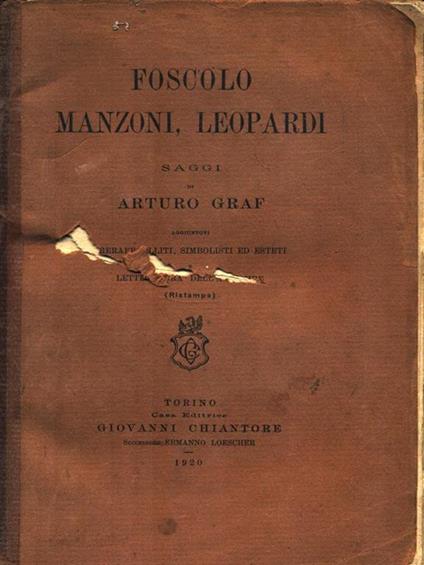 FOSCOLO
MANZONI, LEOPARDI
SAGGI
DI
ARTURO GRAF
AGGIUNTOVI
SIMBOLISTI ED ESTETI
(Ristampa)
TORINO
Casa Editrice
GIOVANNI CHIANTORE
Successore ERMANNO LOESCHER
1920